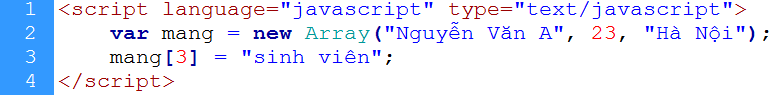 1 <script language="javascript" type="text/javascript">
2 var mang = new Array("Nguyễn Văn A", 23, "Hà Nội");
3 mang[3] = "sinh viên";
4 </script>